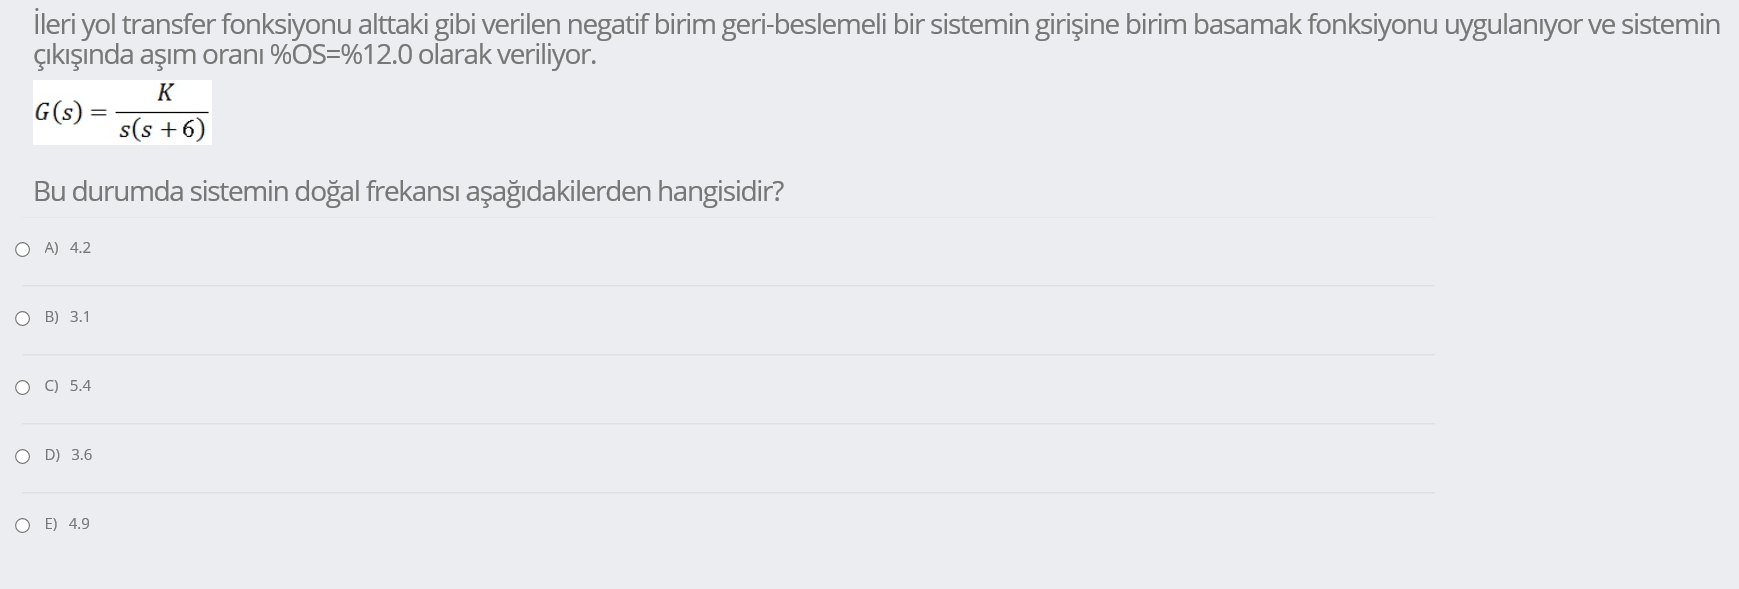 İleri yol transfer fonksiyonu alttaki gibi verilen negatif birim geri-beslemeli bir sistemin girişine birim basamak fonksiyonu uygulanıyor ve sistemin
çıkışında aşım oranı %OS=%12.0 olarak veriliyor.
G(s) = K / s(s + 6)
Bu durumda sistemin doğal frekansı aşağıdakilerden hangisidir?
A) 4.2
B) 3.1
C) 5.4
D) 3.6
E) 4.9